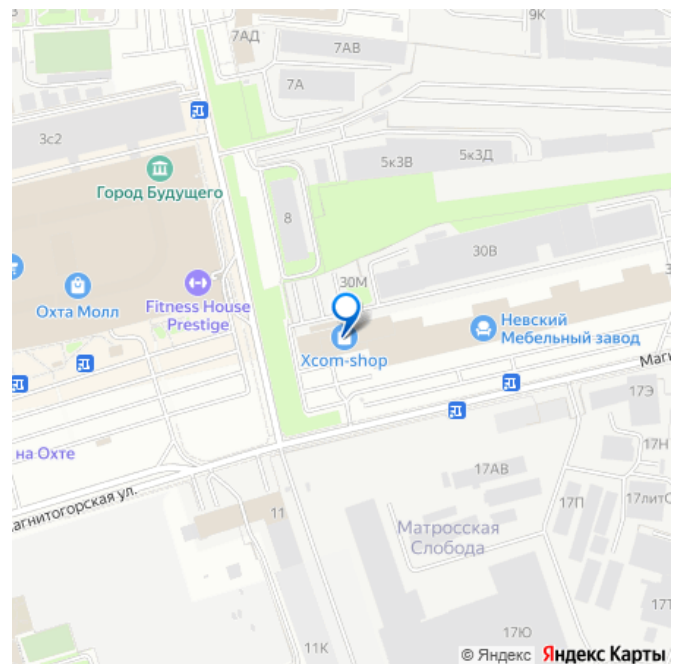 9К
7АД
7АВ
7А
3с2
5к3В
5к3Д
Город Будущего
8
30В
30М
Охта Молл
Fitness House
Prestige
Невский
Мебельный завод
Xcom-shop
Магн
17Э
на Охте
17Н
17АВ
агнитогорская ул.
17П
17литС
11
Матросская
Слобода
17Т
17Ю
11К
© Яндекс Яндекс Карты